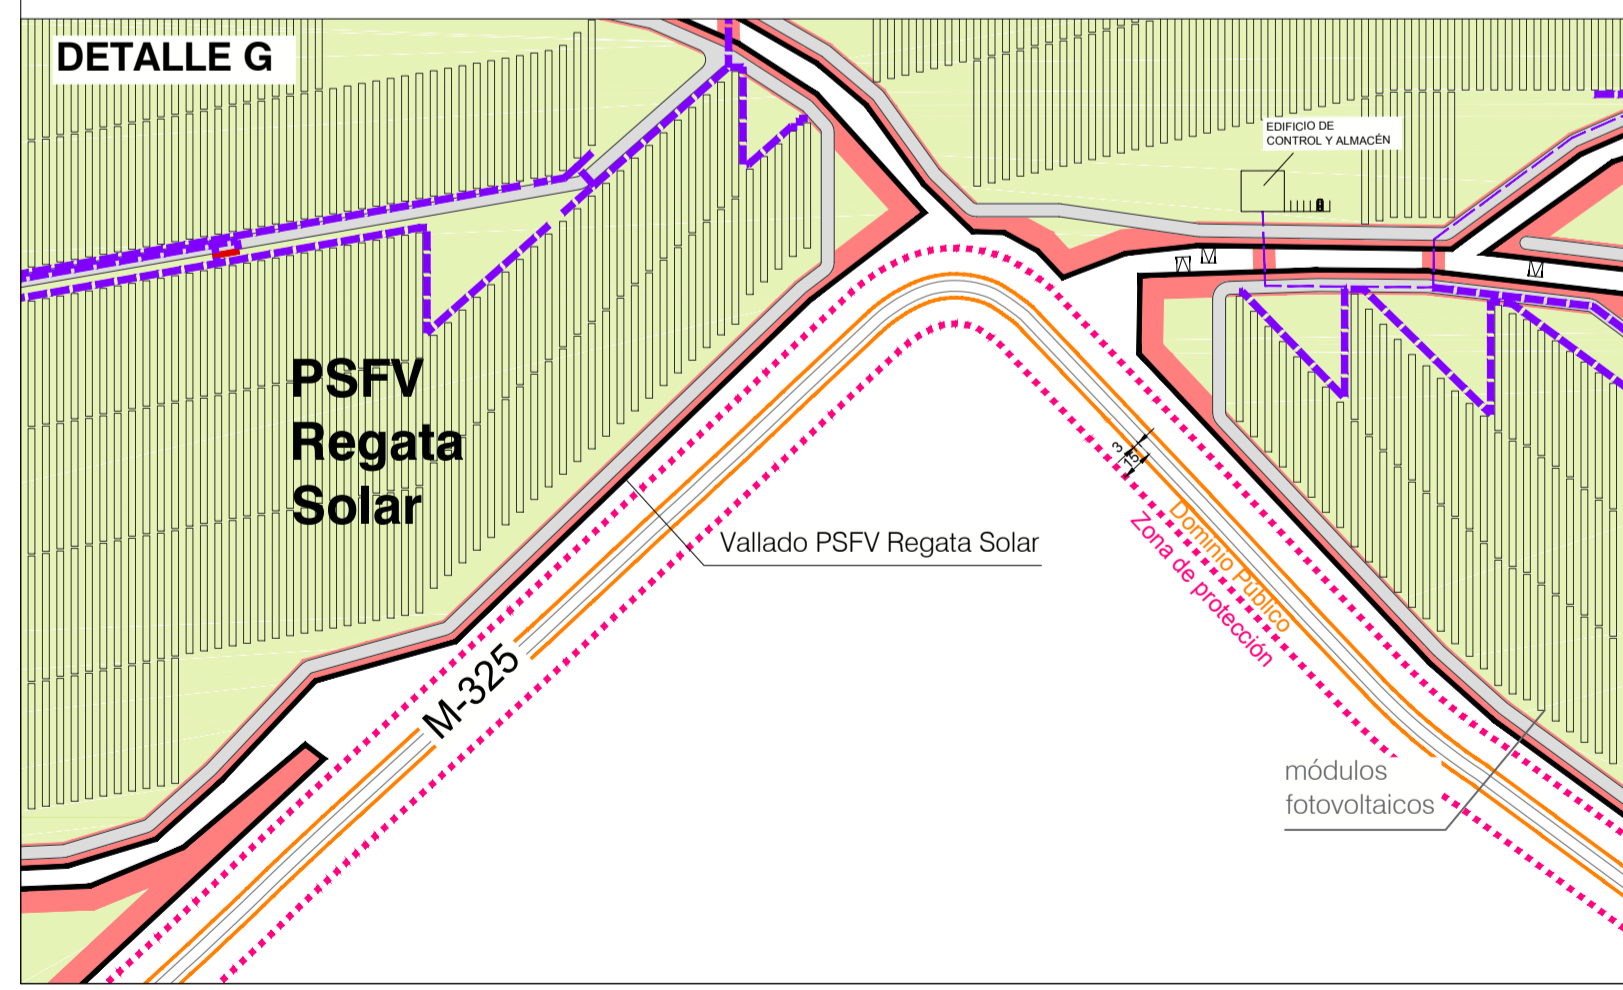 DETALLE G
EDIFICIO DE
CONTROL Y ALMACÉN
PSFV
Regata
Solar
Vallado PSFV Regata Solar
3
15
Dominio Público
Zona de protección
M-325
módulos
fotovoltaicos